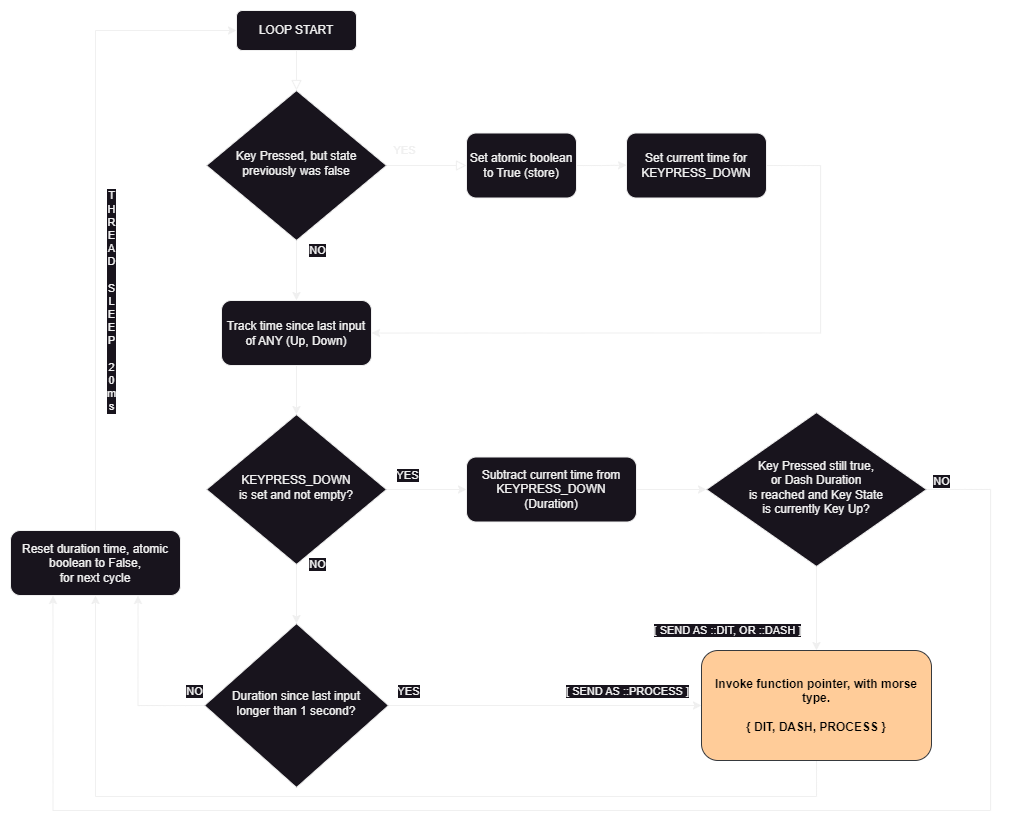 LOOP START
Key Pressed, but state
previously was false
YES
Set atomic boolean
to True (store)
Set current time for
KEYPRESS_DOWN
NO
THREAD SLEEP 20ms
Track time since last input
of ANY (Up, Down)
KEYPRESS_DOWN
is set and not empty?
YES
Subtract current time from
KEYPRESS_DOWN
(Duration)
Key Pressed still true,
or Dash Duration
is reached and Key State
is currently Key Up?
NO
NO
Reset duration time, atomic
boolean to False,
for next cycle
[ SEND AS ::DIT, OR ::DASH ]
NO
Duration since last input
longer than 1 second?
YES
[ SEND AS ::PROCESS ]
Invoke function pointer, with morse
type.
{ DIT, DASH, PROCESS }